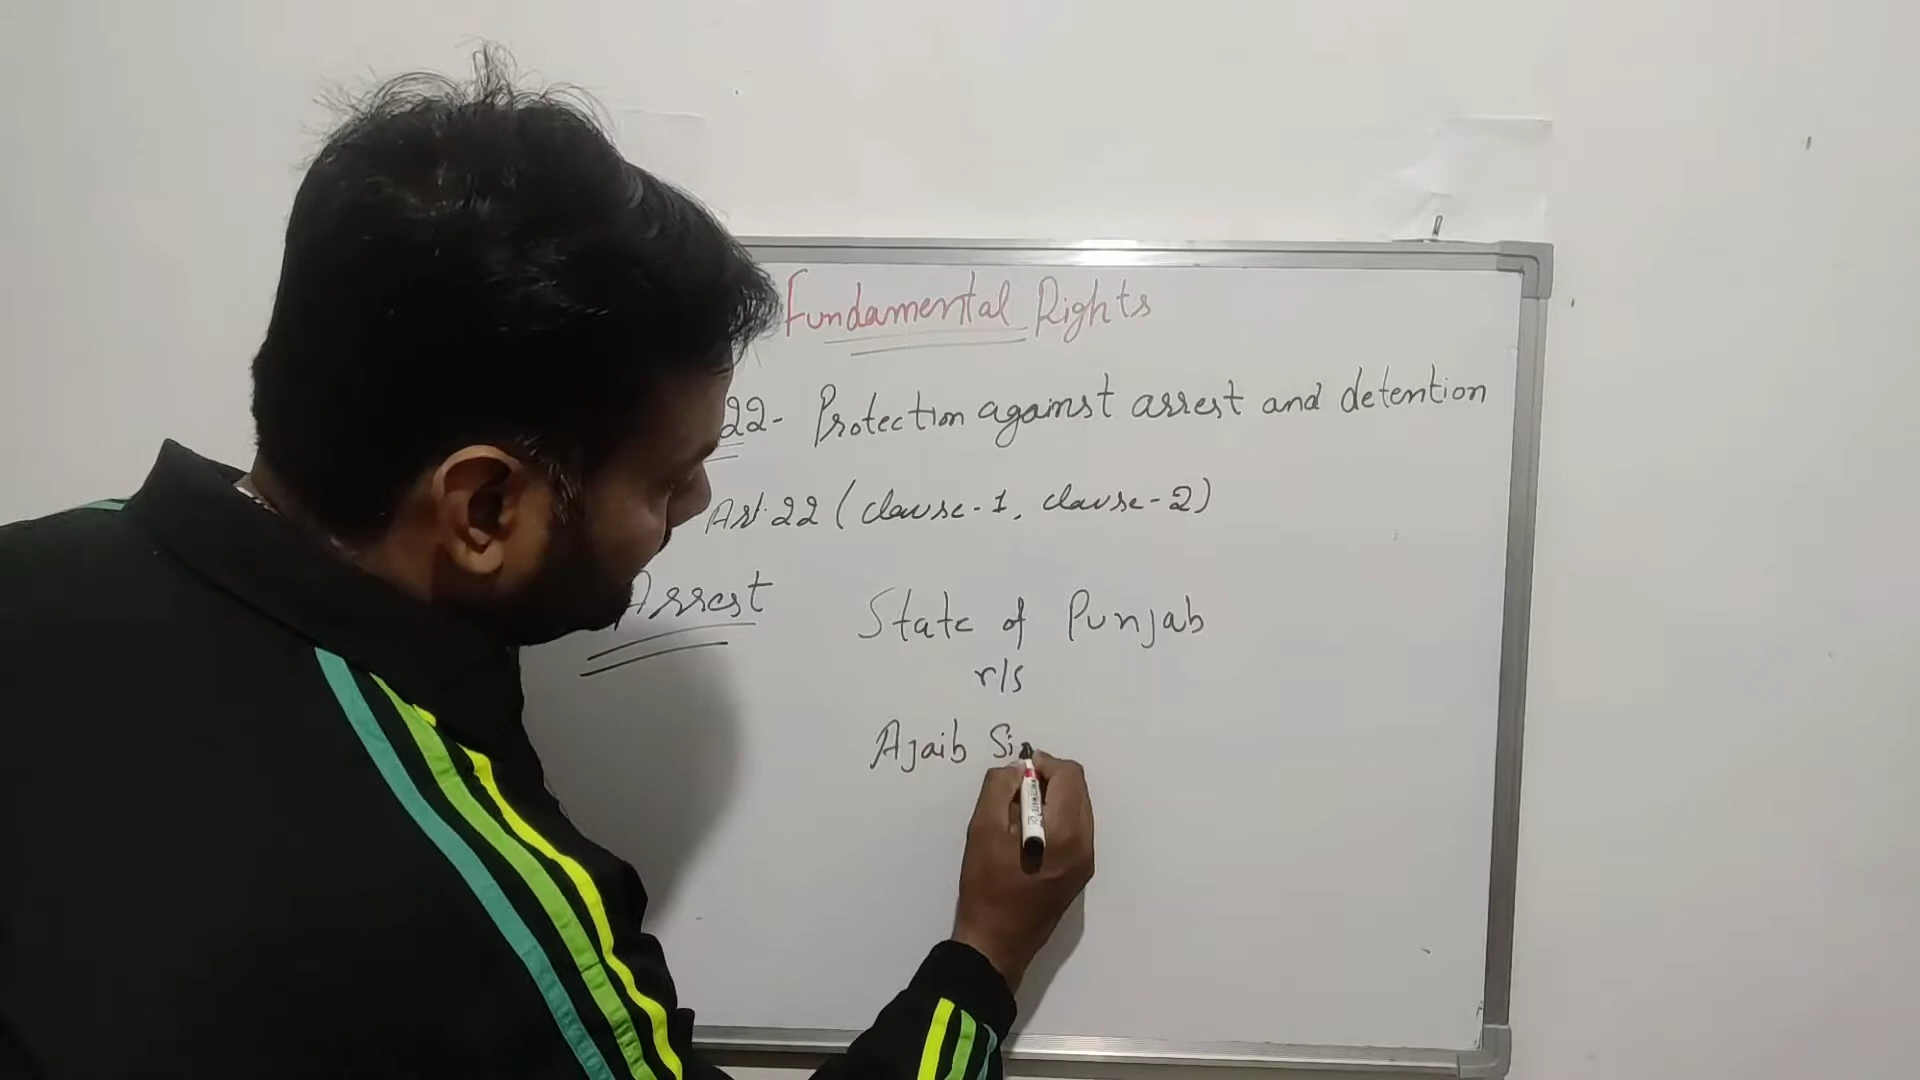 Fundamental Rights
22- Protection against arrest and detention
Art. 22 (clause-1, clause-2)
Arrest
State of Punjab
v/s
Ajaib Si